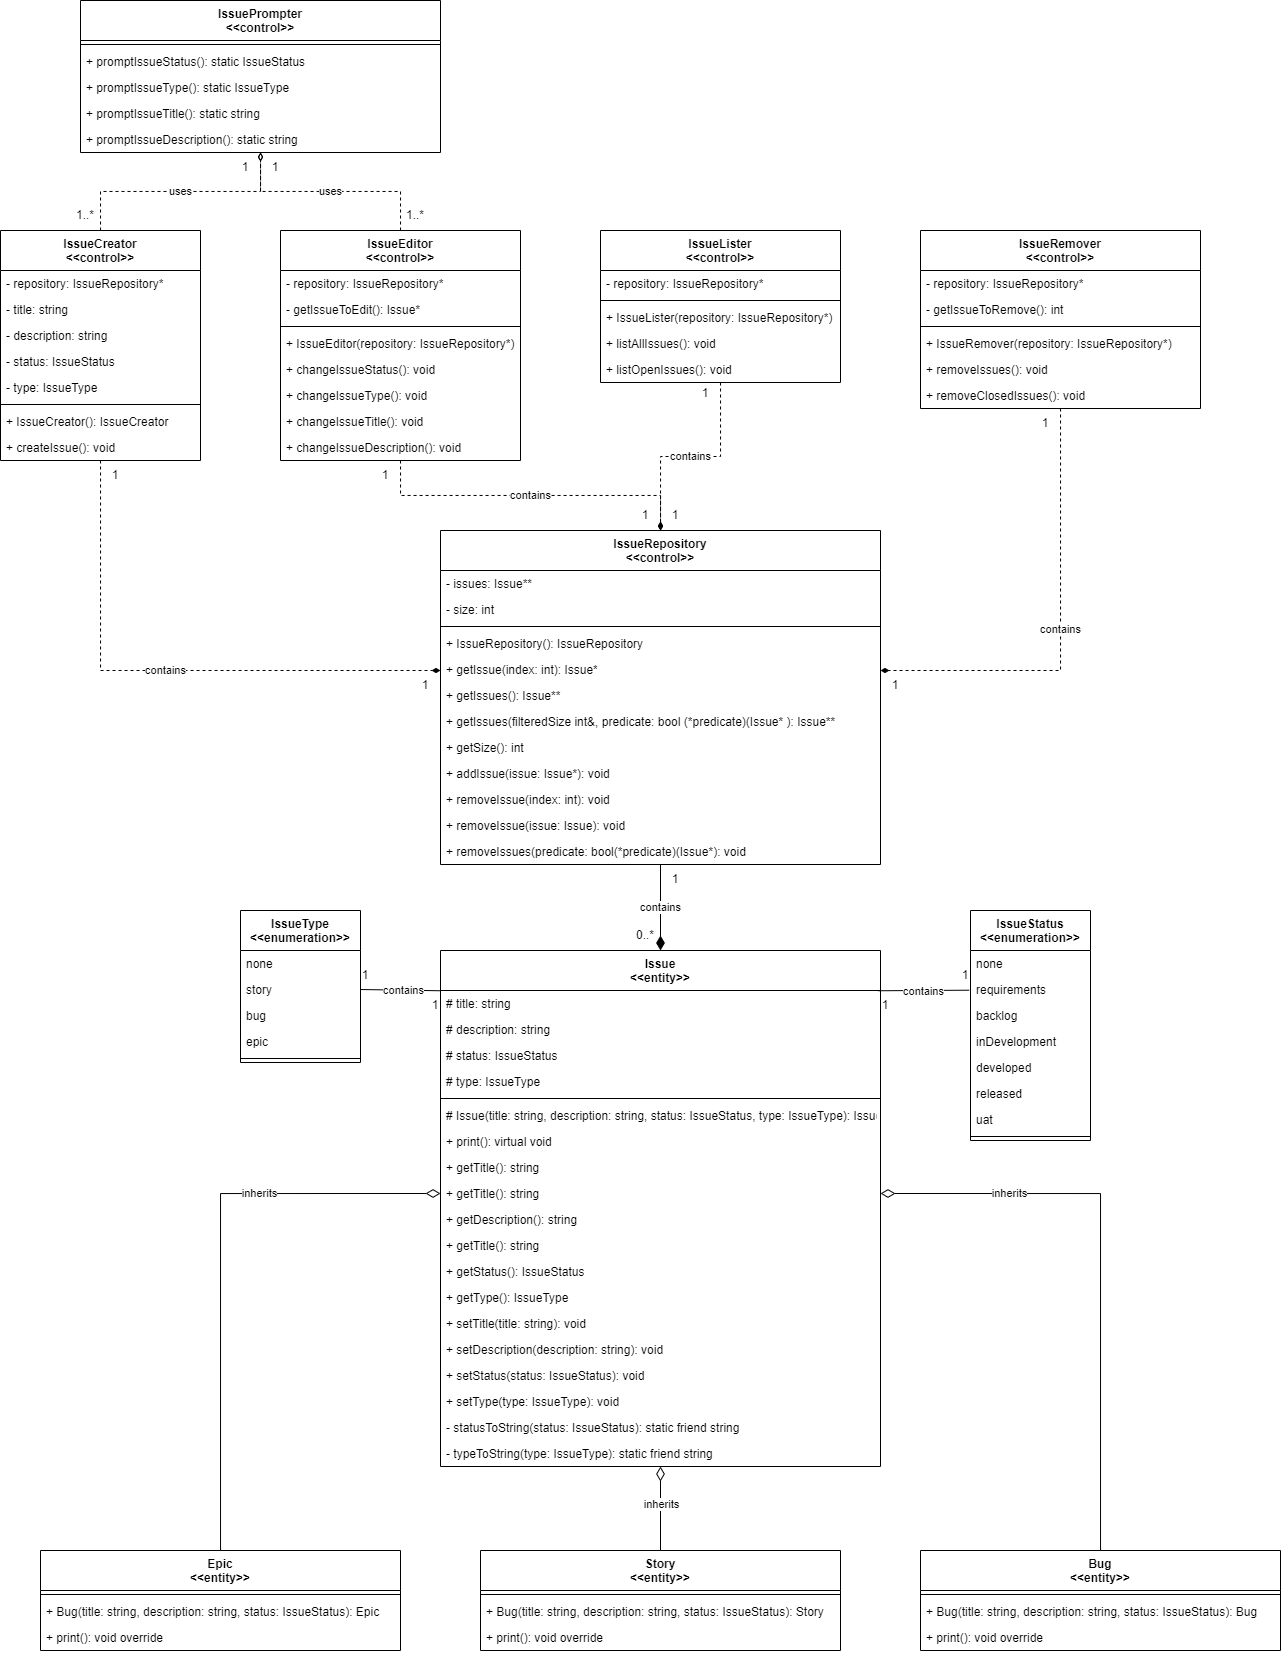 IssuePrompter
<<control>>
+ promptIssueStatus(): static IssueStatus
+ promptIssueType(): static IssueType
+ promptIssueTitle(): static string
+ promptIssueDescription(): static string
1
1
uses
uses
1..*
1..*
IssueCreator
<<control>>
- repository: IssueRepository*
- title: string
- description: string
- status: IssueStatus
- type: IssueType
+ IssueCreator(): IssueCreator
+ createIssue(): void
1
IssueEditor
<<control>>
- repository: IssueRepository*
- getIssueToEdit(): Issue*
+ IssueEditor(repository: IssueRepository*)
+ changeIssueStatus(): void
+ changeIssueType(): void
+ changeIssueTitle(): void
+ changeIssueDescription(): void
1
IssueLister
<<control>>
- repository: IssueRepository*
+ IssueLister(repository: IssueRepository*)
+ listAllIssues(): void
+ listOpenIssues(): void
1
IssueRemover
<<control>>
- repository: IssueRepository*
- getIssueToRemove(): int
+ IssueRemover(repository: IssueRepository*)
+ removeIssues(): void
+ removeClosedIssues(): void
1
contains
contains
1
1
contains
contains
1
1
IssueRepository
<<control>>
- issues: Issue**
- size: int
+ IssueRepository(): IssueRepository
+ getIssue(index: int): Issue*
+ getIssues(): Issue**
+ getIssues(filteredSize int&, predicate: bool (*predicate)(Issue* ): Issue**
+ getSize(): int
+ addIssue(issue: Issue*): void
+ removeIssue(index: int): void
+ removeIssue(issue: Issue): void
+ removeIssues(predicate: bool(*predicate)(Issue*): void
1
contains
0..*
IssueType
<<enumeration>>
none
story
bug
epic
1
contains
1
IssueStatus
<<enumeration>>
none
requirements
backlog
inDevelopment
developed
released
uat
1
contains
1
Issue
<<entity>>
# title: string
# description: string
# status: IssueStatus
# type: IssueType
# Issue(title: string, description: string, status: IssueStatus, type: IssueType): Issu
+ print(): virtual void
+ getTitle(): string
+ getTitle(): string
+ getDescription(): string
+ getTitle(): string
+ getStatus(): IssueStatus
+ getType(): IssueType
+ setTitle(title: string): void
+ setDescription(description: string): void
+ setStatus(status: IssueStatus): void
+ setType(type: IssueType): void
- statusToString(status: IssueStatus): static friend string
- typeToString(type: IssueType): static friend string
inherits
inherits
inherits
Epic
<<entity>>
+ Bug(title: string, description: string, status: IssueStatus): Epic
+ print(): void override
Story
<<entity>>
+ Bug(title: string, description: string, status: IssueStatus): Story
+ print(): void override
Bug
<<entity>>
+ Bug(title: string, description: string, status: IssueStatus): Bug
+ print(): void override